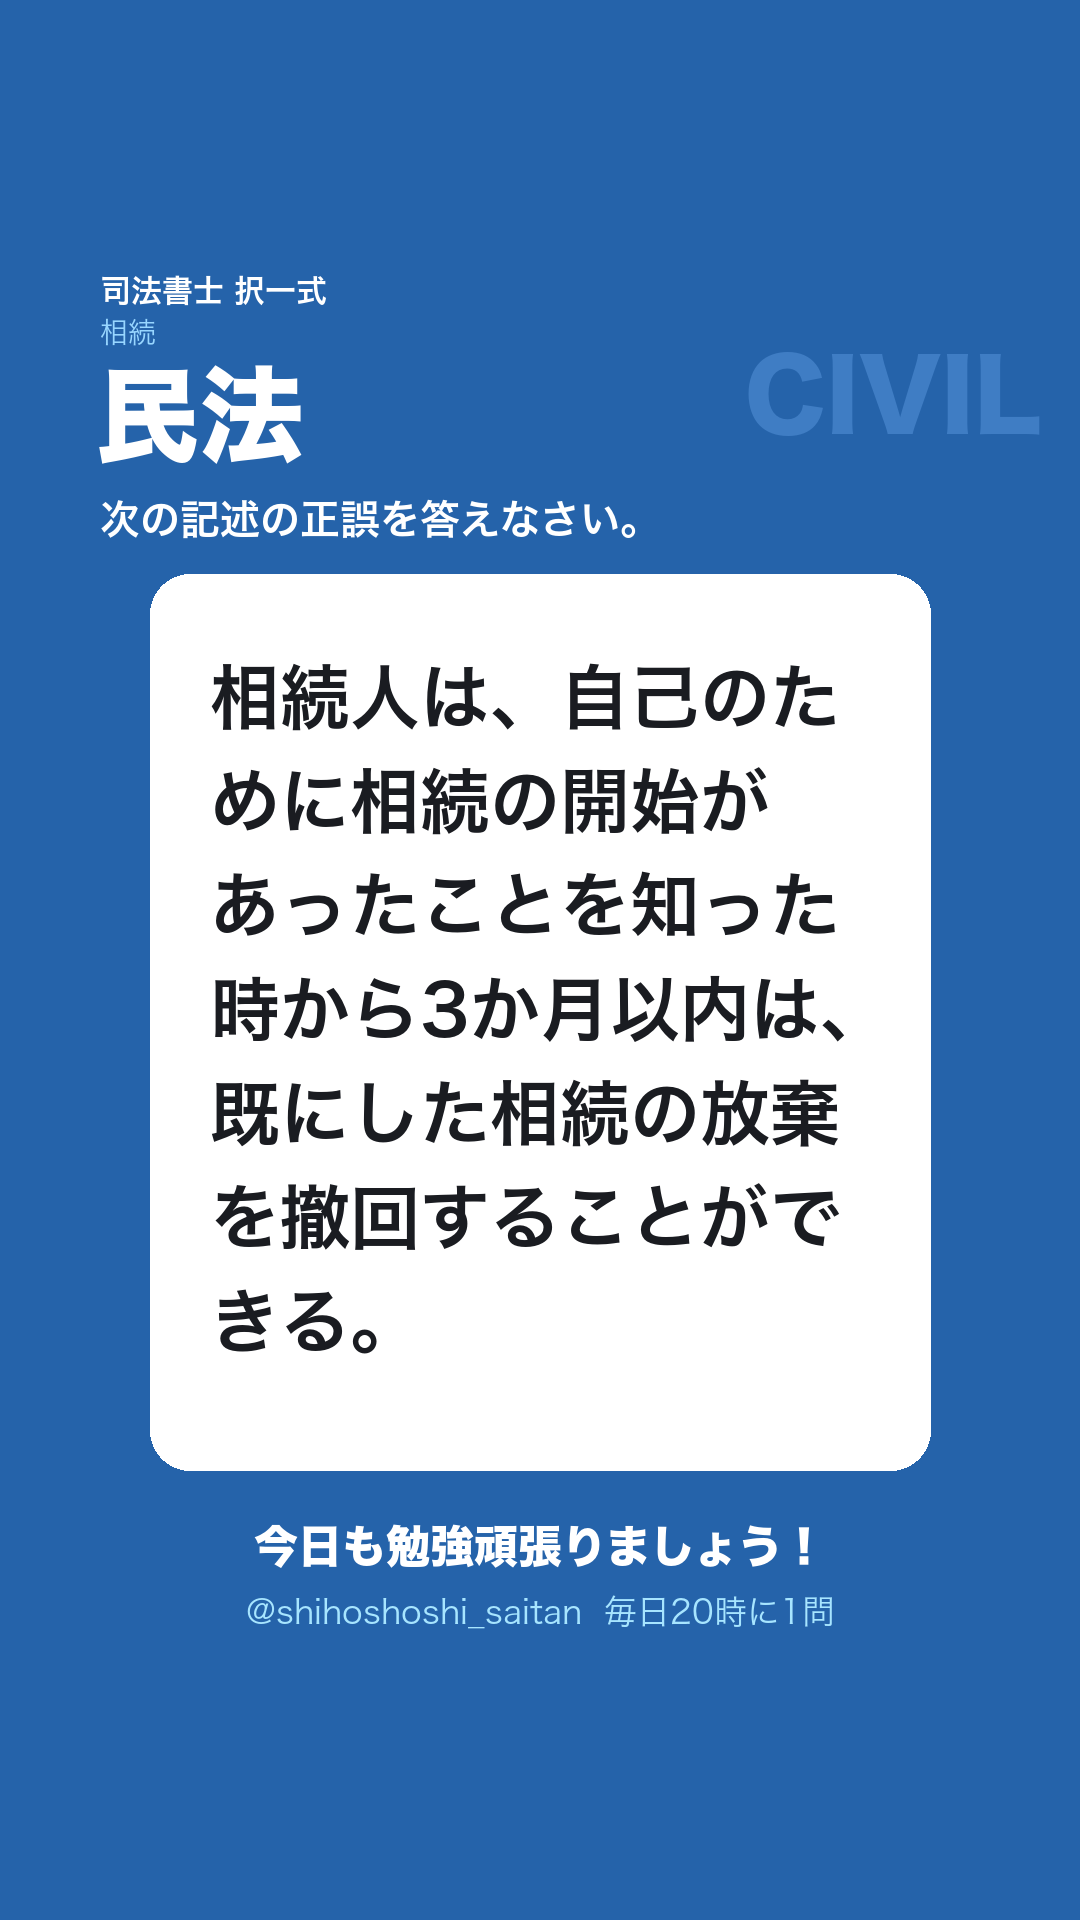 司法書士 択一式
相続
民法
CIVIL
次の記述の正誤を答えなさい。
相続人は、自己のた
めに相続の開始が
あったことを知った
時から3か月以内は、
既にした相続の放棄
を撤回することがで
きる。
今日も勉強頑張りましょう！
@shihoshoshi_saitan 毎日20時に1問